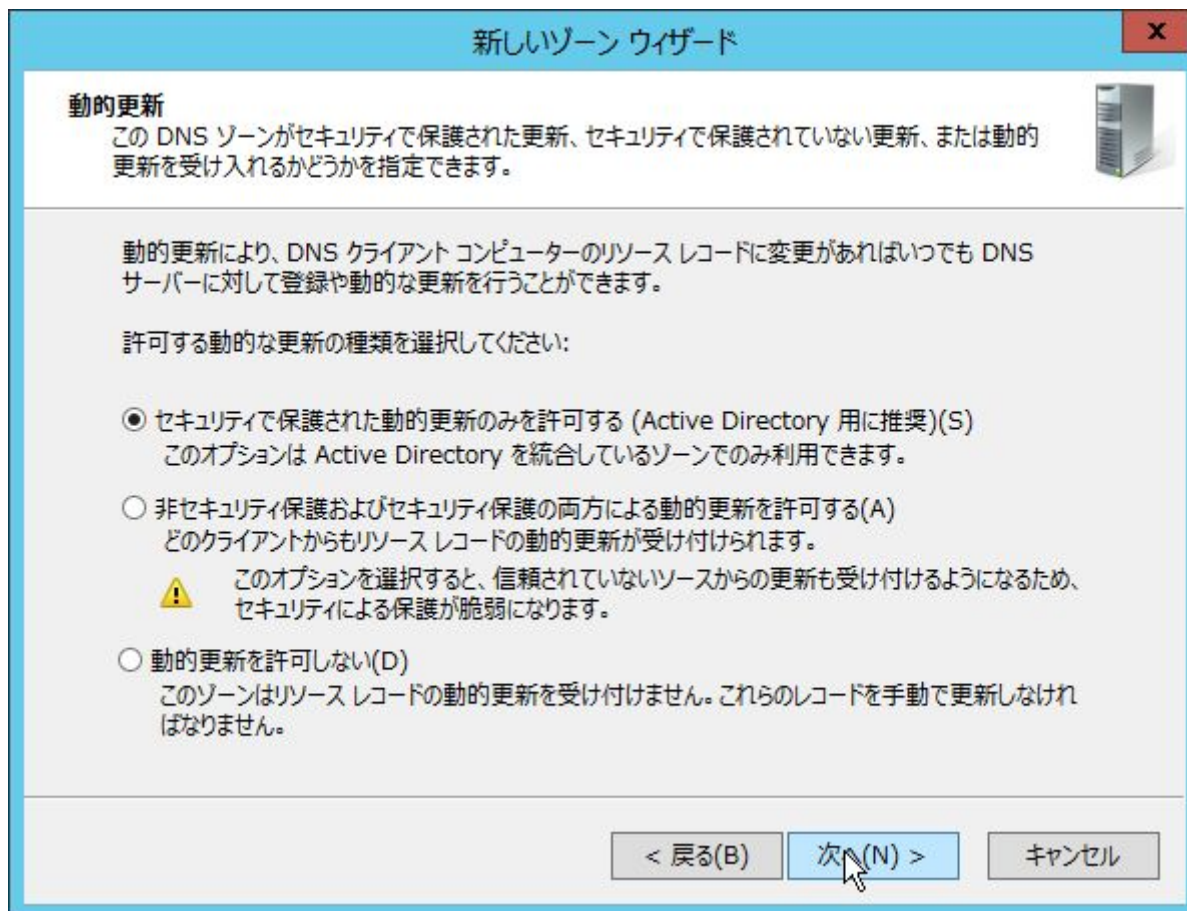 新しいゾーン ウィザード
x
動的更新
この DNS ゾーンがセキュリティで保護された更新、セキュリティで保護されていない更新、または動的
更新を受け入れるかどうかを指定できます。
動的更新により、DNS クライアント コンピューターのリソース レコードに変更があればいつでも DNS
サーバーに対して登録や動的な更新を行うことができます。
許可する動的な更新の種類を選択してください:
セキュリティで保護された動的更新のみを許可する (Active Directory 用に推奨)(S)
このオプションは Active Directory を統合しているゾーンでのみ利用できます。
非セキュリティ保護およびセキュリティ保護の両方による動的更新を許可する(A)
どのクライアントからもリソース レコードの動的更新が受け付けられます。
このオプションを選択すると、信頼されていないソースからの更新も受け付けるようになるため、
セキュリティによる保護が脆弱になります。
動的更新を許可しない(D)
このゾーンはリソース レコードの動的更新を受け付けません。これらのレコードを手動で更新しなけれ
ばなりません。
< 戻る(B) 次へ(N) > キャンセル